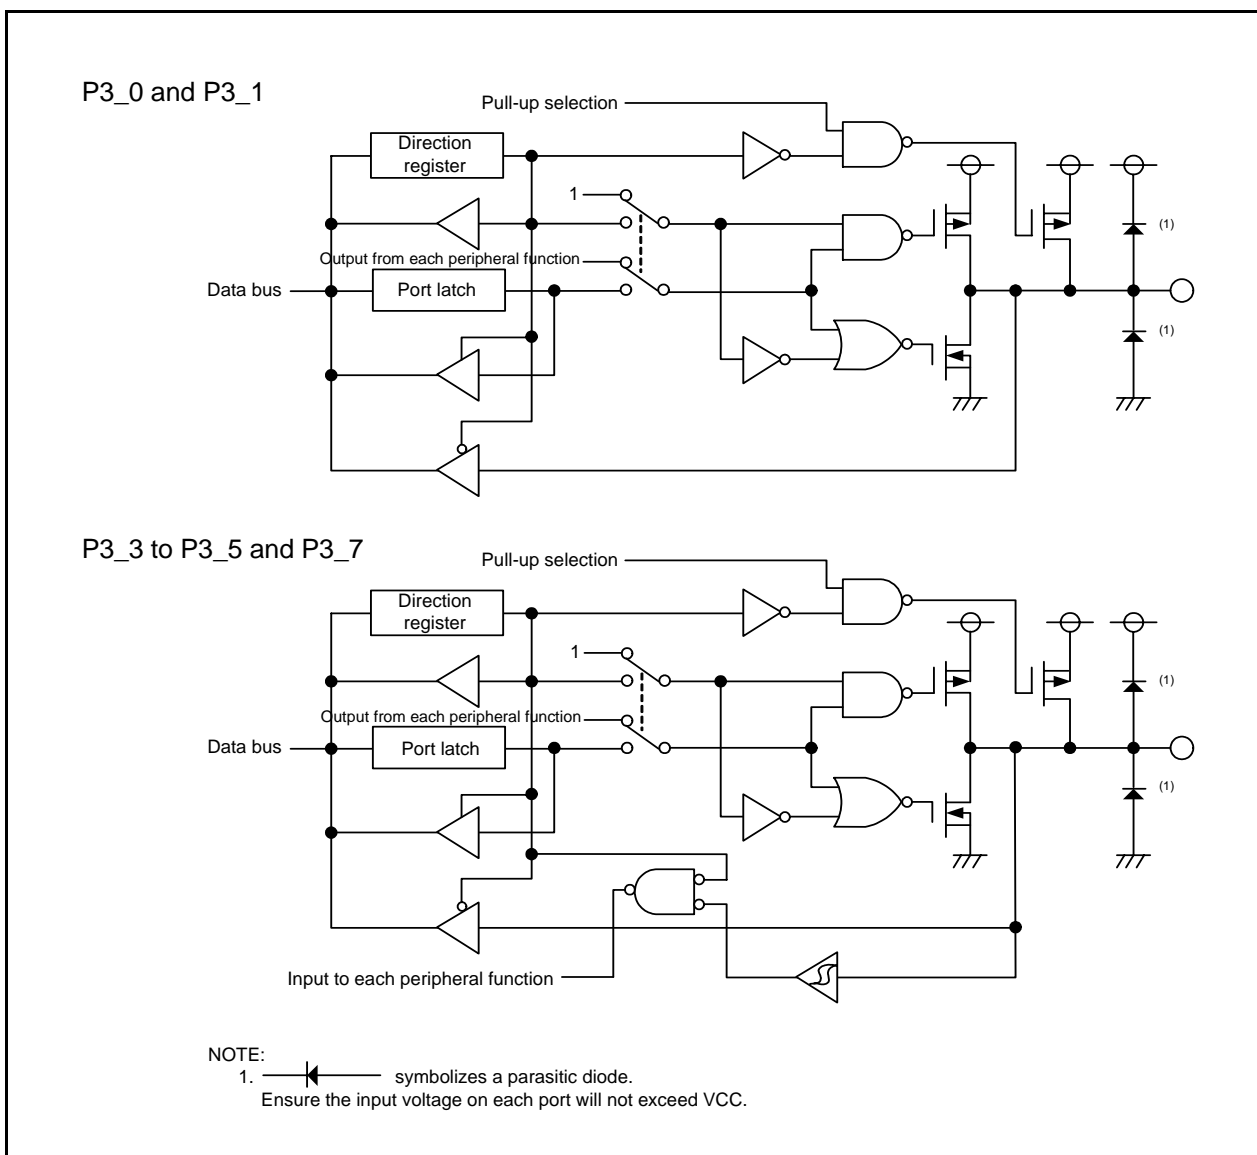 P3_0 and P3_1
Pull-up selection
Direction
register
1
(1)
Output from each peripheral function
Data bus
Port latch
(1)
P3_3 to P3_5 and P3_7
Pull-up selection
Direction
register
1
(1)
Output from each peripheral function
Data bus
Port latch
(1)
Input to each peripheral function
NOTE:
1. symbolizes a parasitic diode.
Ensure the input voltage on each port will not exceed VCC.